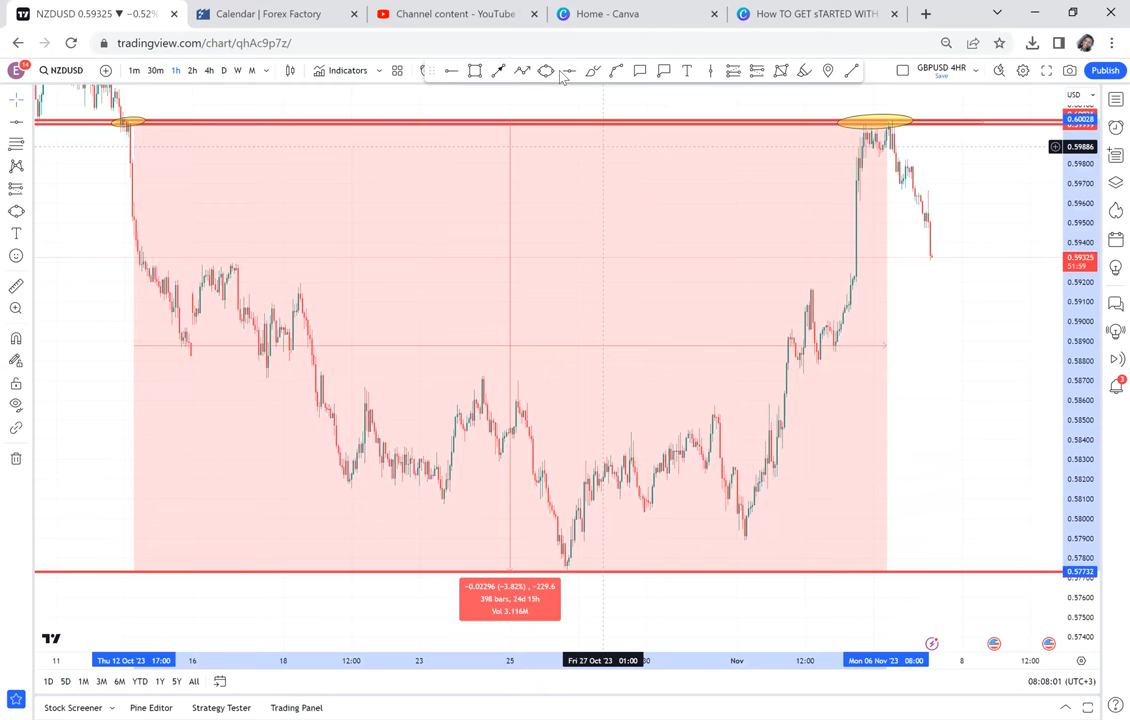 NZDUSD 0.59325 ▼ −0.52%
Calendar | Forex Factory
Channel content - YouTube
Home - Canva
How TO GET sTARTED WITH
tradingview.com/chart/qhAc9p7z/
E 14 NZDUSD 1m 30m 1h 2h 4h D W M Indicators T GBPUSD 4HR Save Publish
USD
0.60028
0.59999
0.59886
0.59800
0.59700
0.59600
0.59500
0.59400
0.59325
51:59
0.59200
0.59100
0.59000
0.58900
0.58800
0.58700
0.58600
0.58500
0.58400
0.58300
0.58200
0.58100
0.58000
0.57900
0.57800
0.57732
0.57600
0.57500
0.57400
3
−0.02296 (−3.82%) , −229.6
398 bars, 24d 15h
Vol 3.116M
11 Thu 12 Oct '23 17:00 16 18 12:00 23 25 Fri 27 Oct '23 01:00 30 Nov 12:00 Mon 06 Nov '23 08:00 8 12:00
1D 5D 1M 3M 6M YTD 1Y 5Y All 08:08:01 (UTC+3)
Stock Screener Pine Editor Strategy Tester Trading Panel